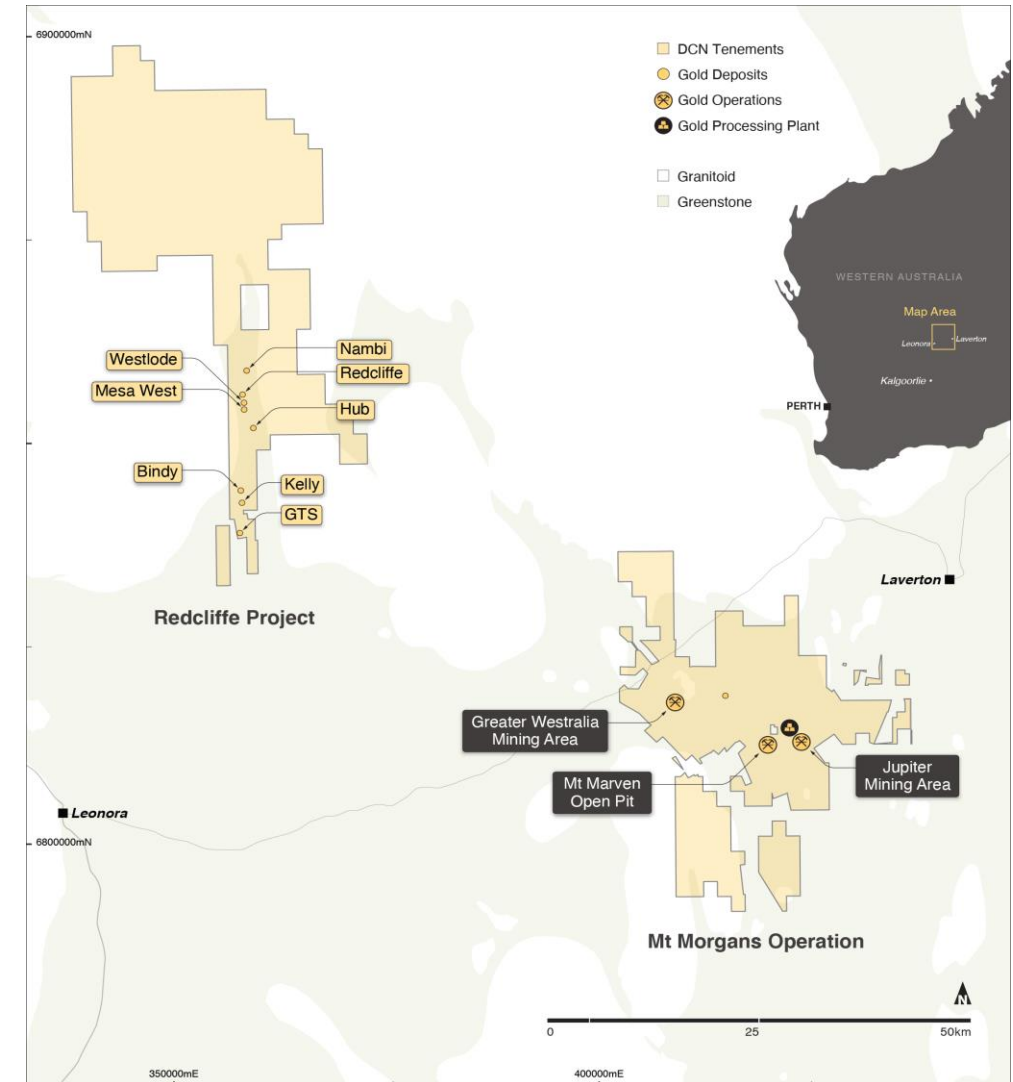 6900000mN
DCN Tenements
Gold Deposits
Gold Operations
Gold Processing Plant
Granitoid
Greenstone
WESTERN AUSTRALIA
Map Area
Leonora
Laverton
Kalgoorlie
PERTH
Nambi
Westlode
Redcliffe
Mesa West
Hub
Bindy
Kelly
GTS
Redcliffe Project
Laverton
Greater Westralia
Mining Area
Mt Marven
Open Pit
Jupiter
Mining Area
Leonora
6800000mN
Mt Morgans Operation
N
0
25
50km
350000mE
400000mE